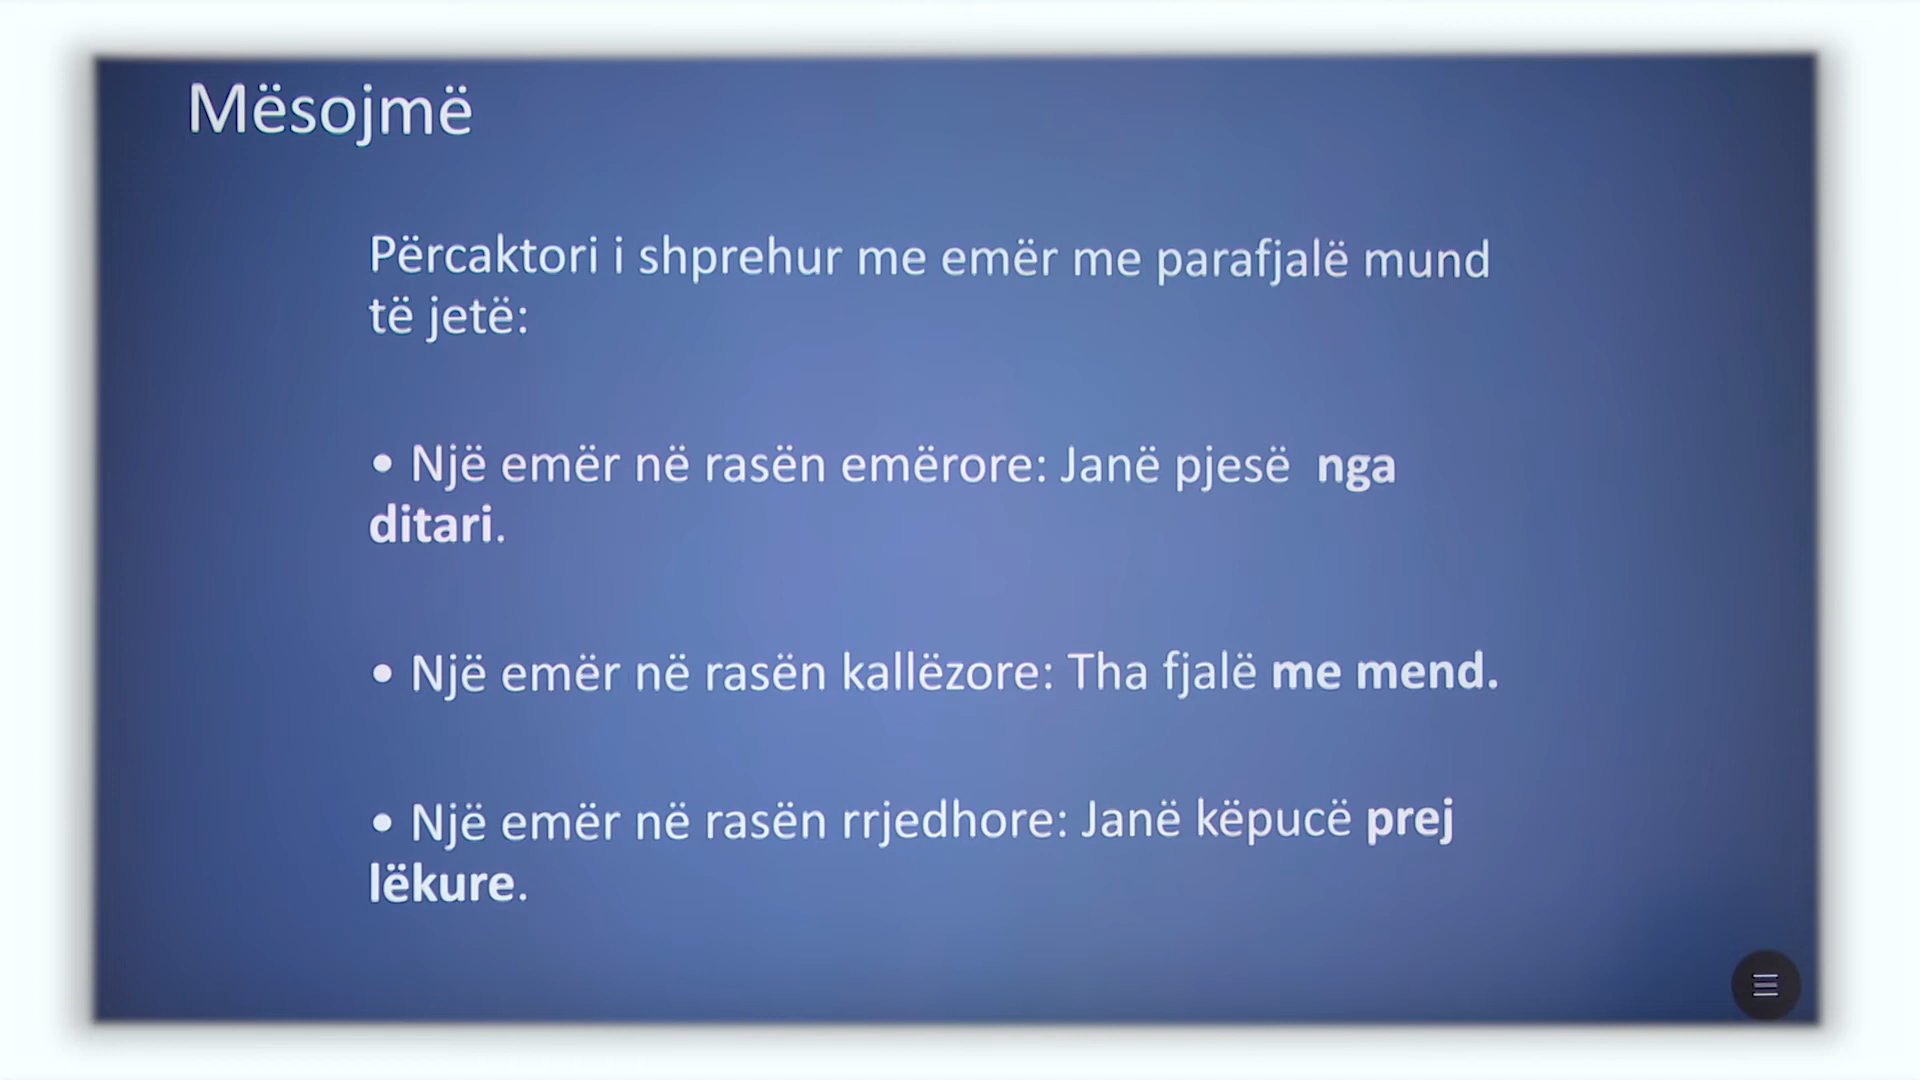 Mësojmë
Përcaktori i shprehur me emër me parafjalë mund
të jetë:
• Një emër në rasën emërore: Janë pjesë nga
ditari.
• Një emër në rasën kallëzore: Tha fjalë me mend.
• Një emër në rasën rrjedhore: Janë këpucë prej
lëkure.